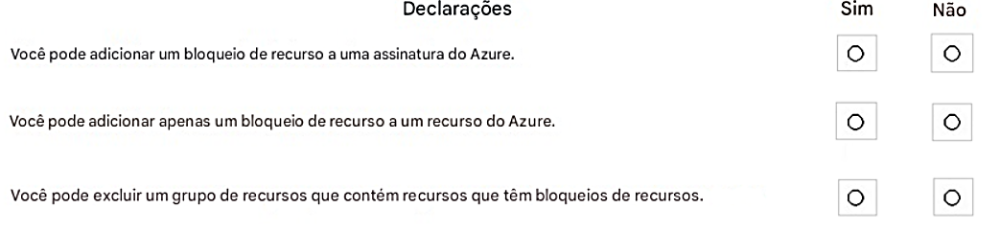 Declarações Sim Não
Você pode adicionar um bloqueio de recurso a uma assinatura do Azure.
Você pode adicionar apenas um bloqueio de recurso a um recurso do Azure.
Você pode excluir um grupo de recursos que contém recursos que têm bloqueios de recursos.